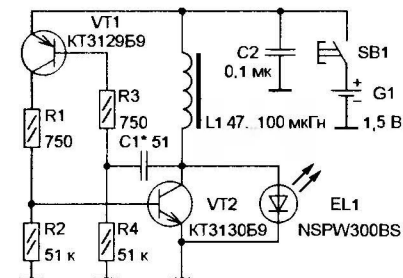 VT1
КТ3129Б9
C2
0,1 мк
SB1
+
G1
1,5 В
R1
750
R3
750
L1 47...100 мкГн
C1* 51
VT2
КТ3130Б9
EL1
NSPW300BS
R2
51 к
R4
51 к